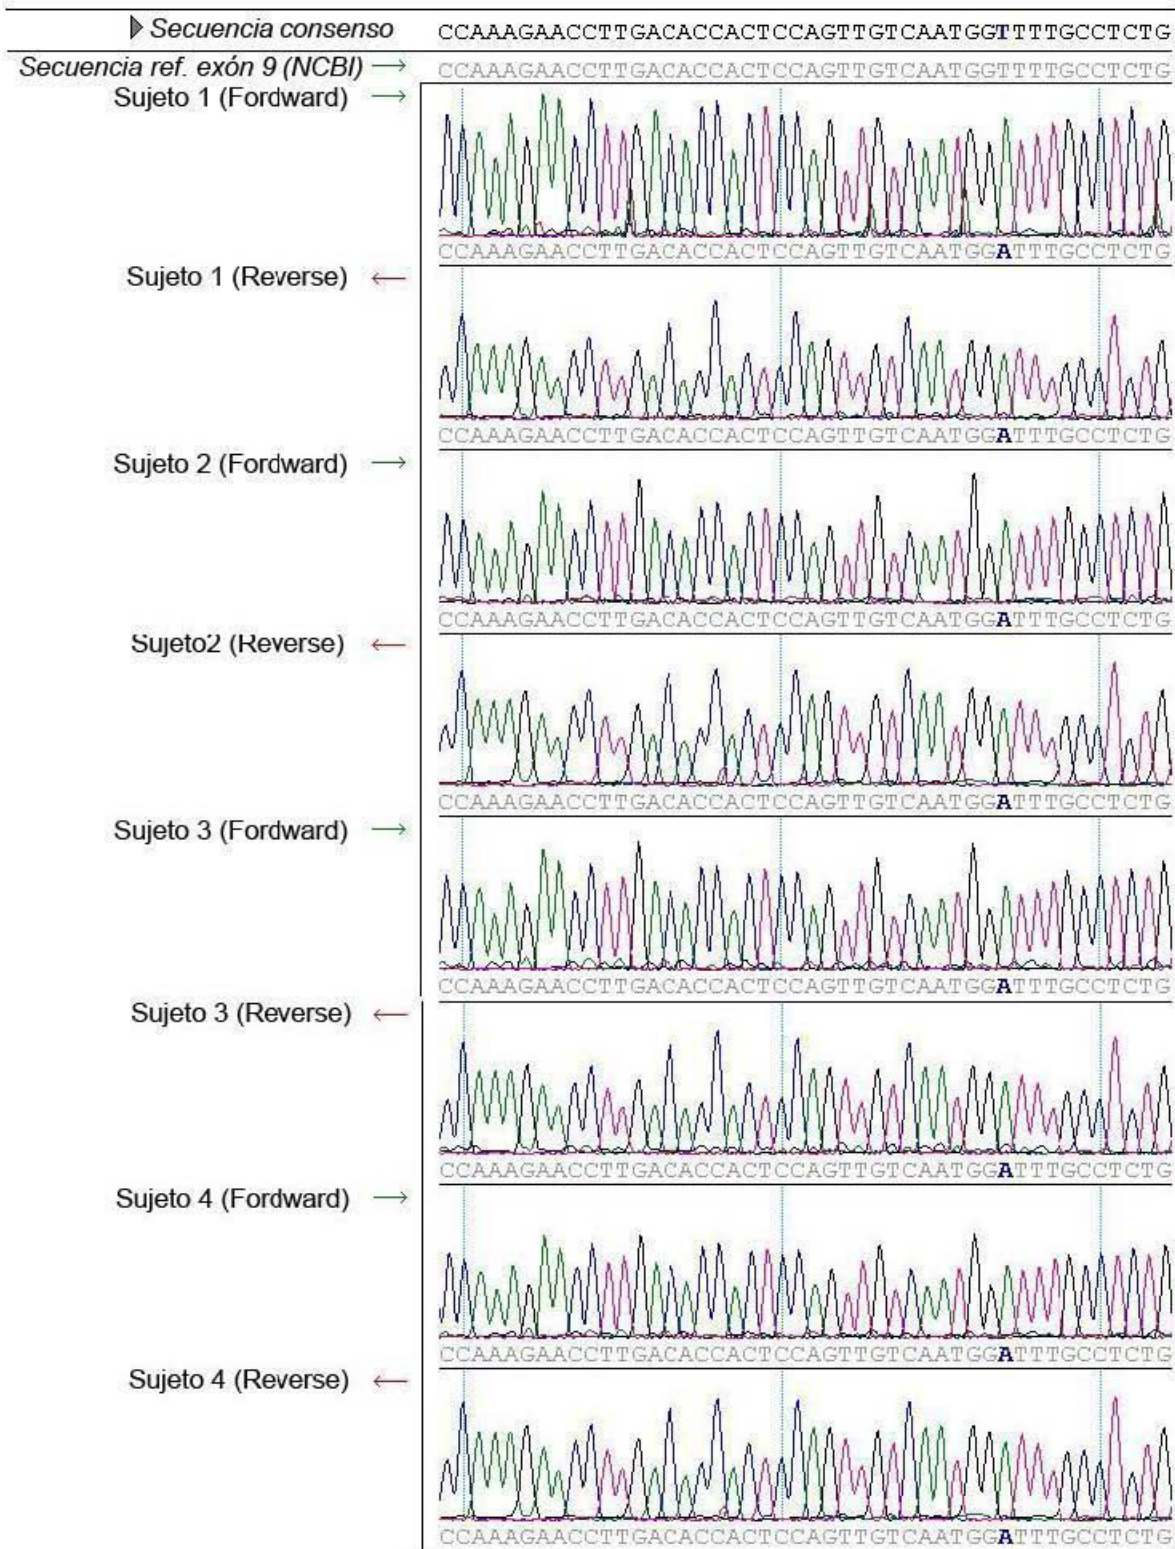 Secuencia consenso CCAAAGAACCTTGACACCACTCCAGTTGTCAATGGTTTTGCCTCTG
Secuencia ref. exón 9 (NCBI) → CCAAAGAACCTTGACACCACTCCAGTTGTCAATGGTTTTGCCTCTG
Sujeto 1 (Fordward) →
CCAAAGAACCTTGACACCACTCCAGTTGTCAATGGATTTGCCTCTG
Sujeto 1 (Reverse) ←
CCAAAGAACCTTGACACCACTCCAGTTGTCAATGGATTTGCCTCTG
Sujeto 2 (Fordward) →
CCAAAGAACCTTGACACCACTCCAGTTGTCAATGGATTTGCCTCTG
Sujeto2 (Reverse) ←
CCAAAGAACCTTGACACCACTCCAGTTGTCAATGGATTTGCCTCTG
Sujeto 3 (Fordward) →
CCAAAGAACCTTGACACCACTCCAGTTGTCAATGGATTTGCCTCTG
Sujeto 3 (Reverse) ←
CCAAAGAACCTTGACACCACTCCAGTTGTCAATGGATTTGCCTCTG
Sujeto 4 (Fordward) →
CCAAAGAACCTTGACACCACTCCAGTTGTCAATGGATTTGCCTCTG
Sujeto 4 (Reverse) ←
CCAAAGAACCTTGACACCACTCCAGTTGTCAATGGATTTGCCTCTG